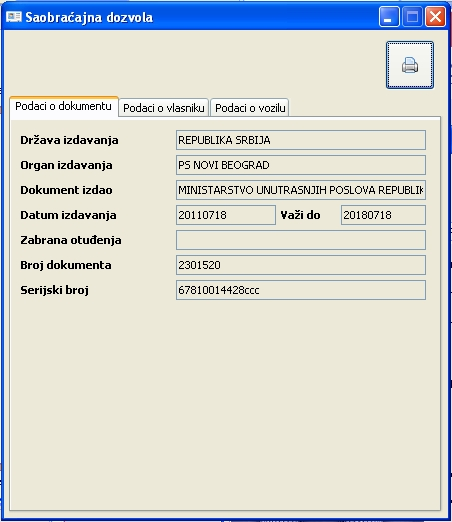 Saobraćajna dozvola
Podaci o dokumentu Podaci o vlasniku Podaci o vozilu
Država izdavanja REPUBLIKA SRBIJA
Organ izdavanja PS NOVI BEOGRAD
Dokument izdao MINISTARSTVO UNUTRASNJIH POSLOVA REPUBLIK
Datum izdavanja 20110718 Važi do 20180718
Zabrana otuđenja
Broj dokumenta 2301520
Serijski broj 67810014428ccc